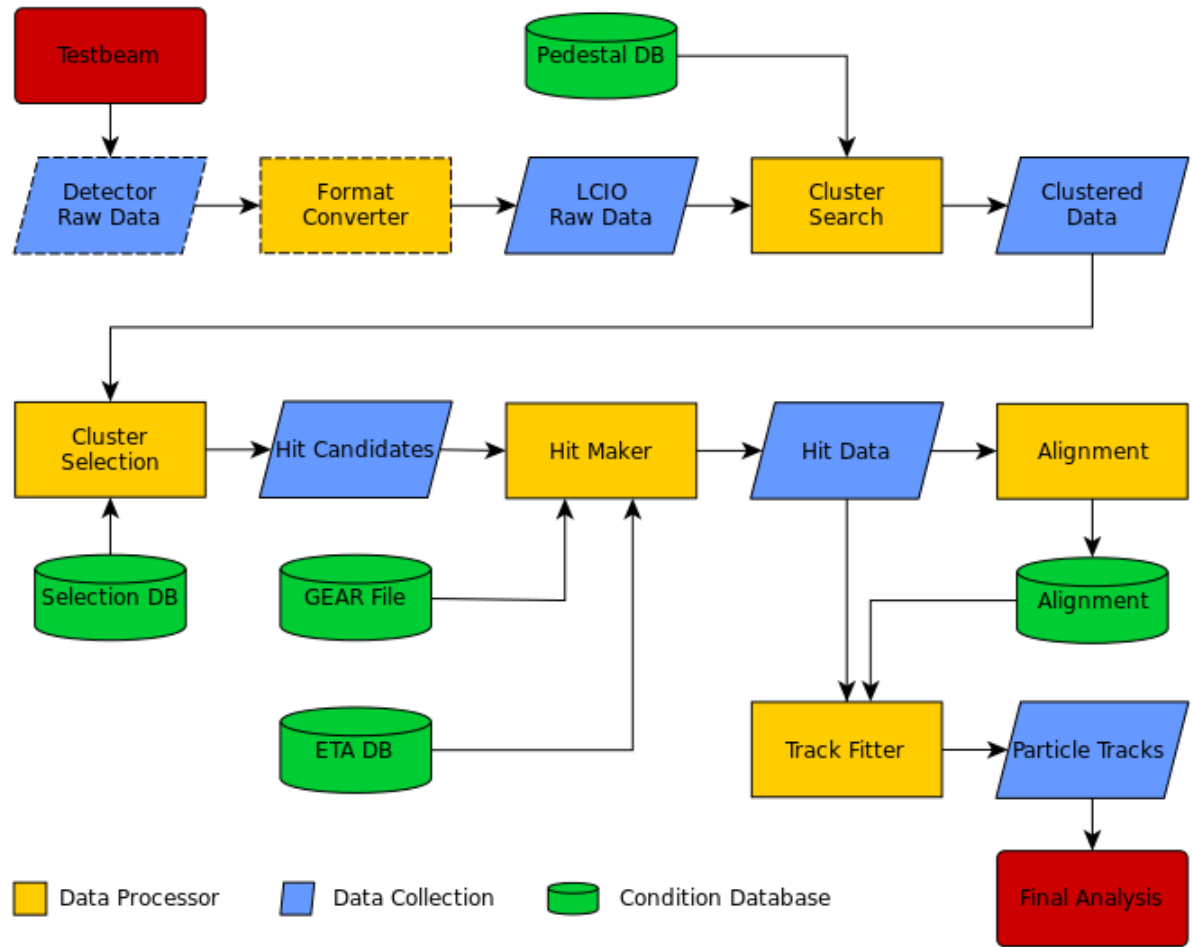 Testbeam
Pedestal DB
Detector
Raw Data
Format
Converter
LCIO
Raw Data
Cluster
Search
Clustered
Data
Cluster
Selection
Hit Candidates
Hit Maker
Hit Data
Alignment
Selection DB
GEAR File
Alignment
ETA DB
Track Fitter
Particle Tracks
Data Processor
Data Collection
Condition Database
Final Analysis